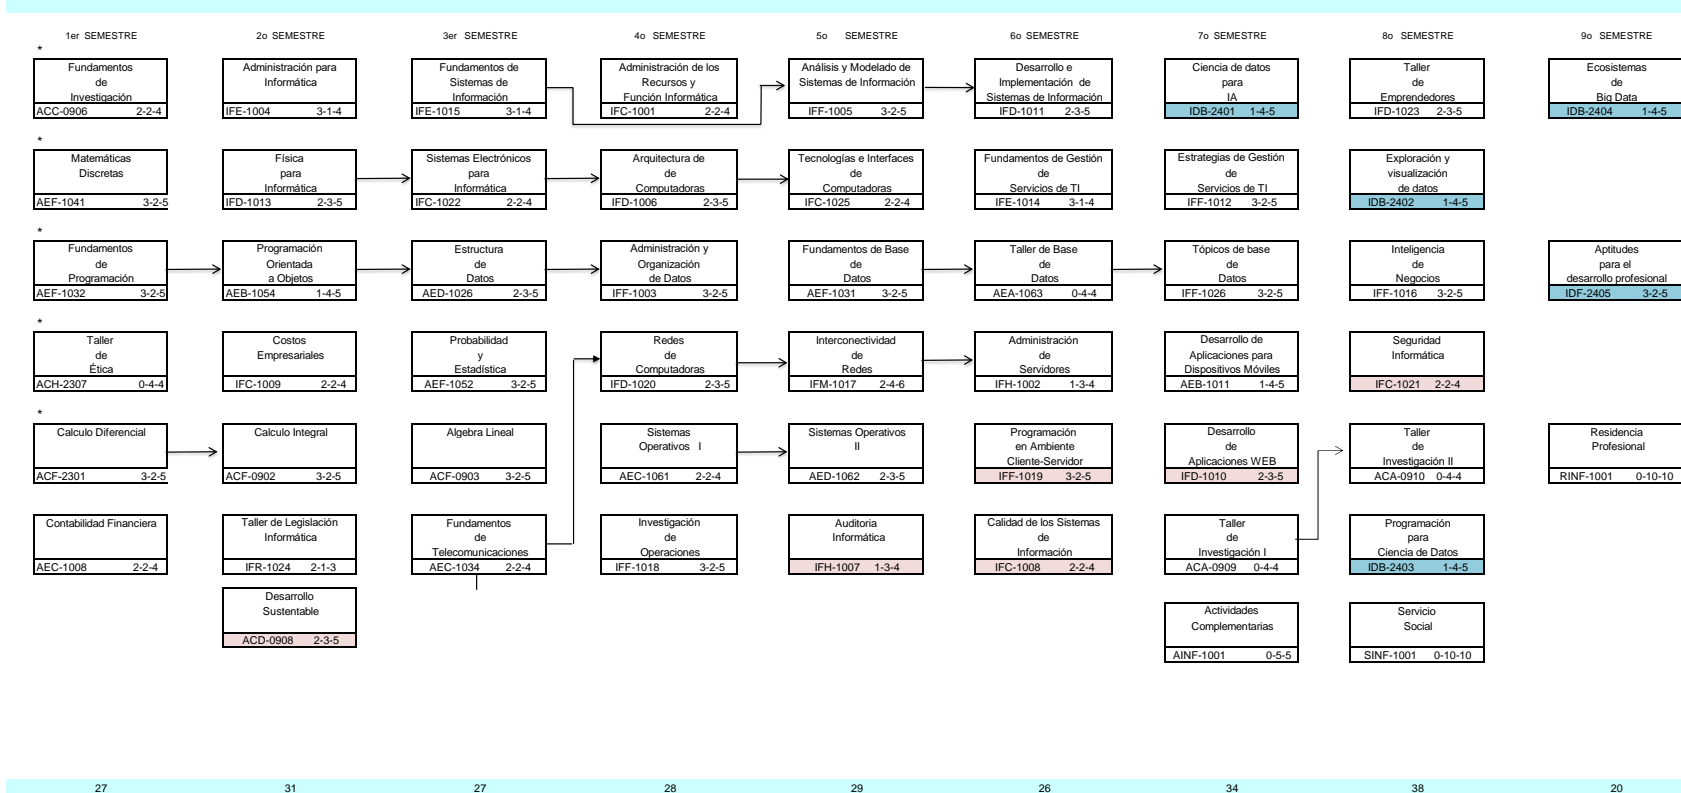 1er SEMESTRE
2o SEMESTRE
3er SEMESTRE
4o SEMESTRE
5o SEMESTRE
6o SEMESTRE
7o SEMESTRE
8o SEMESTRE
9o SEMESTRE
*
Fundamentos
de
Investigación
ACC-0906 2-2-4
Administración para
Informática
IFE-1004 3-1-4
Fundamentos de
Sistemas de
Información
IFE-1015 3-1-4
Administración de los
Recursos y
Función Informática
IFC-1001 2-2-4
Análisis y Modelado de
Sistemas de Información
IFF-1005 3-2-5
Desarrollo e
Implementación de
Sistemas de Información
IFD-1011 2-3-5
Ciencia de datos
para
IA
IDB-2401 1-4-5
Taller
de
Emprendedores
IFD-1023 2-3-5
Ecosistemas
de
Big Data
IDB-2404 1-4-5
*
Matemáticas
Discretas
AEF-1041 3-2-5
Física
para
Informática
IFD-1013 2-3-5
Sistemas Electrónicos
para
Informática
IFC-1022 2-2-4
Arquitectura de
Computadoras
IFD-1006 2-3-5
Tecnologías e Interfaces
de
Computadoras
IFC-1025 2-2-4
Fundamentos de Gestión
de
Servicios de TI
IFE-1014 3-1-4
Estrategias de Gestión
de
Servicios de TI
IFF-1012 3-2-5
Exploración y
visualización
de datos
IDB-2402 1-4-5
*
Fundamentos
de
Programación
AEF-1032 3-2-5
Programación
Orientada
a Objetos
AEB-1054 1-4-5
Estructura
de
Datos
AED-1026 2-3-5
Administración y
Organización
de Datos
IFF-1003 3-2-5
Fundamentos de Base
de
Datos
AEF-1031 3-2-5
Taller de Base
de
Datos
AEA-1063 0-4-4
Tópicos de base
de
Datos
IFF-1026 3-2-5
Inteligencia
de
Negocios
IFF-1016 3-2-5
Aptitudes
para el
desarrollo profesional
IDF-2405 3-2-5
*
Taller
de
Ética
ACH-2307 0-4-4
Costos
Empresariales
IFC-1009 2-2-4
Probabilidad
y
Estadística
AEF-1052 3-2-5
Redes
de
Computadoras
IFD-1020 2-3-5
Interconectividad
de
Redes
IFM-1017 2-4-6
Administración
de
Servidores
IFH-1002 1-3-4
Desarrollo de
Aplicaciones para
Dispositivos Móviles
AEB-1011 1-4-5
Seguridad
Informática
IFC-1021 2-2-4
*
Calculo Diferencial
ACF-2301 3-2-5
Calculo Integral
ACF-0902 3-2-5
Algebra Lineal
ACF-0903 3-2-5
Sistemas
Operativos I
AEC-1061 2-2-4
Sistemas Operativos
II
AED-1062 2-3-5
Programación
en Ambiente
Cliente-Servidor
IFF-1019 3-2-5
Desarrollo
de
Aplicaciones WEB
IFD-1010 2-3-5
Taller
de
Investigación II
ACA-0910 0-4-4
Residencia
Profesional
RINF-1001 0-10-10
Contabilidad Financiera
AEC-1008 2-2-4
Taller de Legislación
Informática
IFR-1024 2-1-3
Fundamentos
de
Telecomunicaciones
AEC-1034 2-2-4
Investigación
de
Operaciones
IFF-1018 3-2-5
Auditoria
Informática
IFH-1007 1-3-4
Calidad de los Sistemas
de
Información
IFC-1008 2-2-4
Taller
de
Investigación I
ACA-0909 0-4-4
Programación
para
Ciencia de Datos
IDB-2403 1-4-5
Desarrollo
Sustentable
ACD-0908 2-3-5
Actividades
Complementarias
AINF-1001 0-5-5
Servicio
Social
SINF-1001 0-10-10
27
31
27
28
29
26
34
38
20